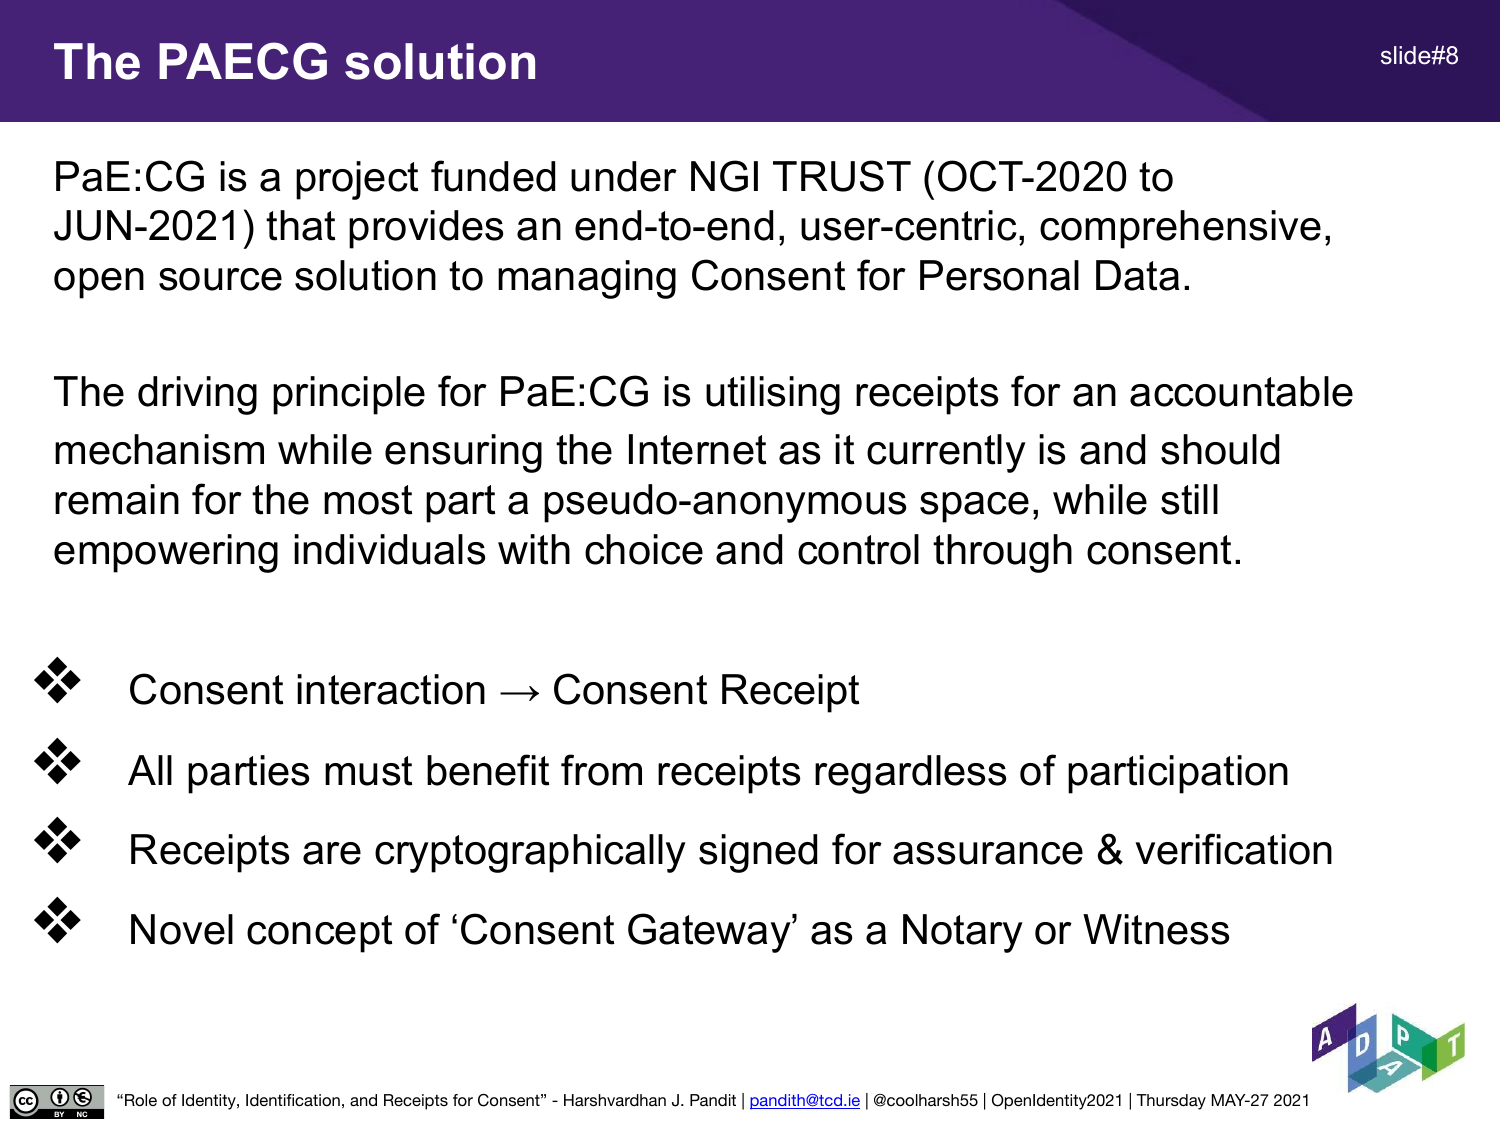 The PAECG solution
slide#8
PaE:CG is a project funded under NGI TRUST (OCT-2020 to
JUN-2021) that provides an end-to-end, user-centric, comprehensive,
open source solution to managing Consent for Personal Data.
The driving principle for PaE:CG is utilising receipts for an accountable
mechanism while ensuring the Internet as it currently is and should
remain for the most part a pseudo-anonymous space, while still
empowering individuals with choice and control through consent.
❖ Consent interaction → Consent Receipt
❖ All parties must benefit from receipts regardless of participation
❖ Receipts are cryptographically signed for assurance & verification
❖ Novel concept of ‘Consent Gateway’ as a Notary or Witness
ADAPT
cc BY NC
“Role of Identity, Identification, and Receipts for Consent” - Harshvardhan J. Pandit | pandith@tcd.ie | @coolharsh55 | OpenIdentity2021 | Thursday MAY-27 2021